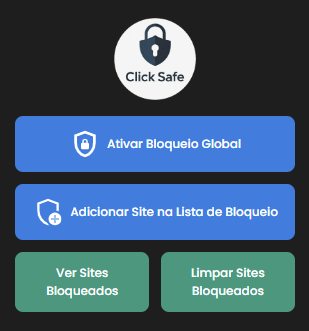 Click Safe
Ativar Bloqueio Global
Adicionar Site na Lista de Bloqueio
Ver Sites
Bloqueados
Limpar Sites
Bloqueados